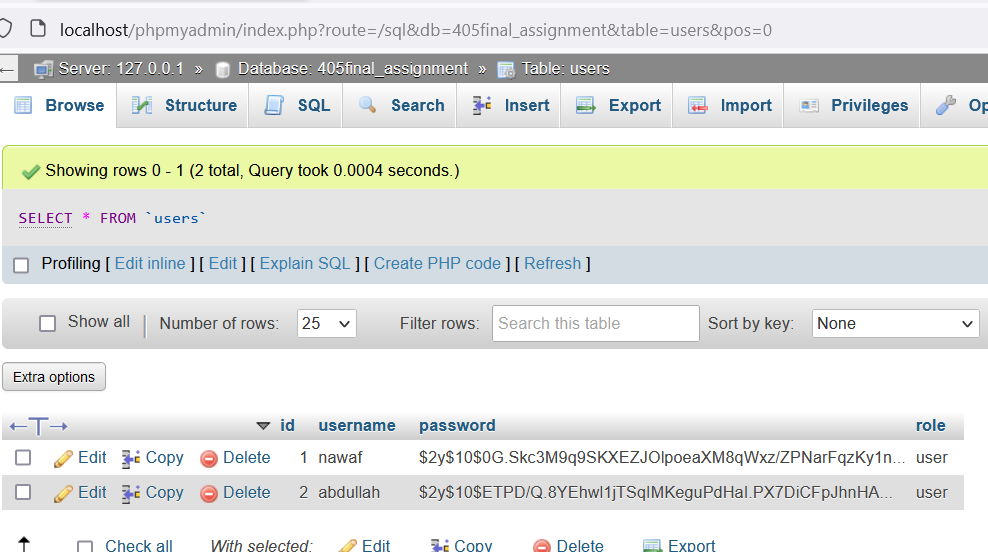 localhost/phpmyadmin/index.php?route=/sql&db=405final_assignment&table=users&pos=0
Server: 127.0.0.1 » Database: 405final_assignment » Table: users
Browse Structure SQL Search Insert Export Import Privileges Op
Showing rows 0 - 1 (2 total, Query took 0.0004 seconds.)
SELECT * FROM `users`
Profiling [ Edit inline ] [ Edit ] [ Explain SQL ] [ Create PHP code ] [ Refresh ]
Show all | Number of rows: 25 Filter rows: Search this table Sort by key: None
Extra options
←T→ id username password role
Edit Copy Delete 1 nawaf $2y$10$0G.Skc3M9q9SKXEZJOlpoeaXM8qWxz/ZPNarFqzKy1n... user
Edit Copy Delete 2 abdullah $2y$10$ETPD/Q.8YEhwI1jTSqIMKeguPdHaI.PX7DiCFpJhnHA... user
Check all With selected: Edit Copy Delete Export